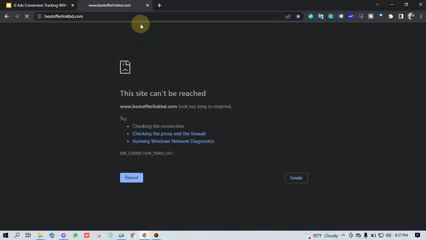 G Ads Conversion Tracking With
www.bestofferlinkbd.com
bestofferlinkbd.com
This site can't be reached
www.bestofferlinkbd.com took too long to respond.
Try:
Checking the connection
Checking the proxy and the firewall
Running Windows Network Diagnostics
ERR_CONNECTION_TIMED_OUT
Reload
Details
80°F Cloudy